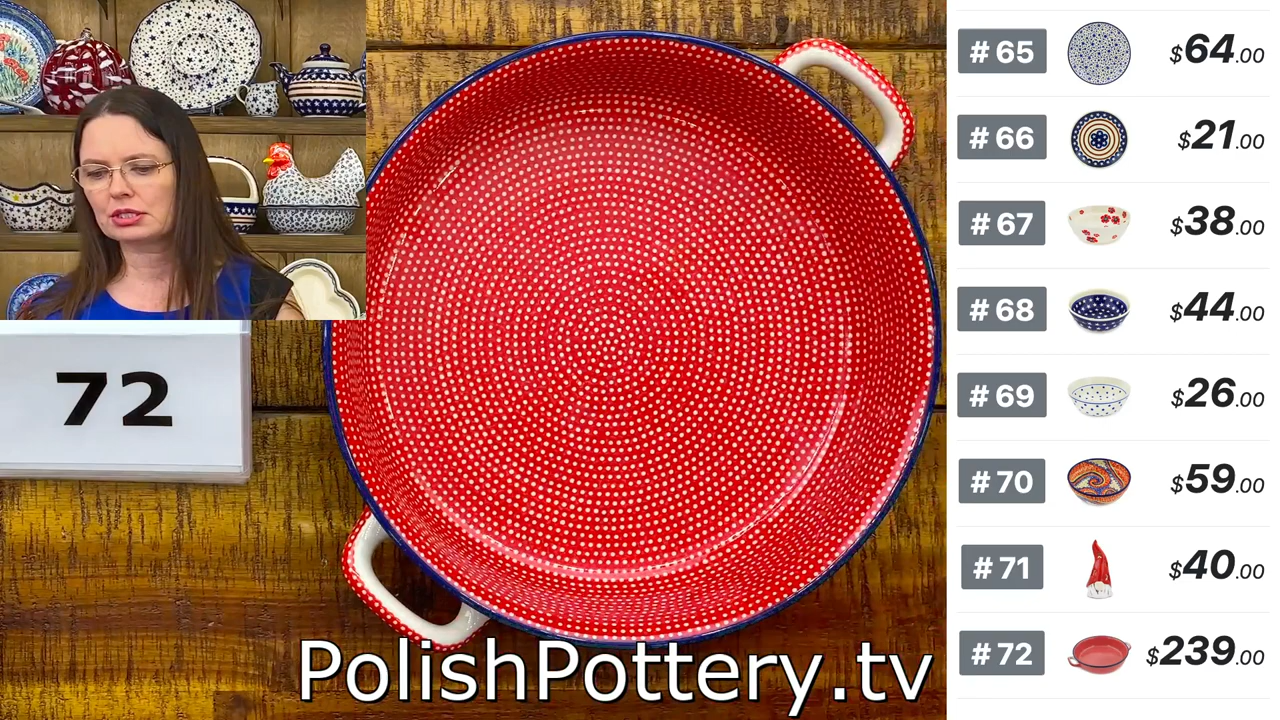 72
PolishPottery.tv
# 65 $64.00
# 66 $21.00
# 67 $38.00
# 68 $44.00
# 69 $26.00
# 70 $59.00
# 71 $40.00
# 72 $239.00